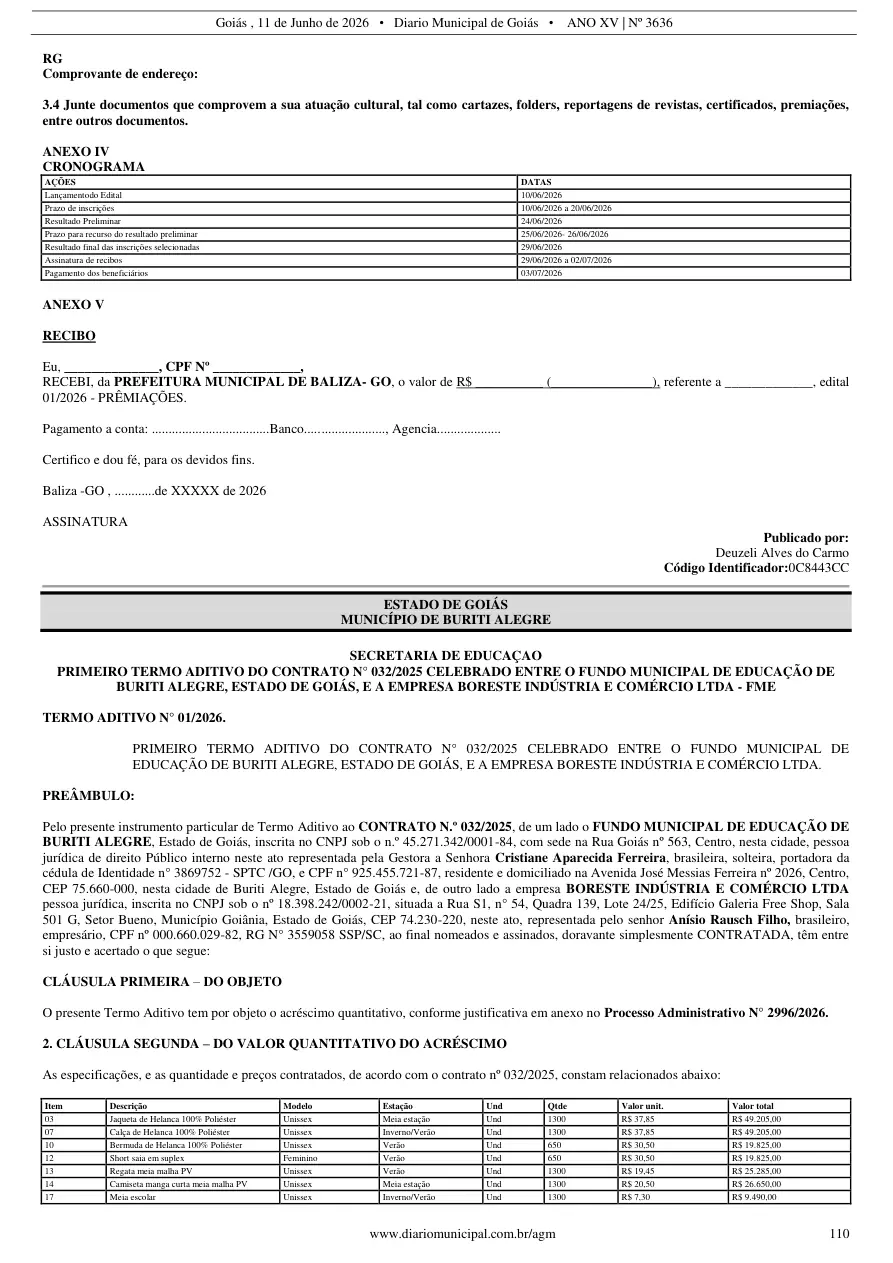 Goiás , 11 de Junho de 2026 • Diario Municipal de Goiás • ANO XV | Nº 3636
RG
Comprovante de endereço:
3.4 Junte documentos que comprovem a sua atuação cultural, tal como cartazes, folders, reportagens de revistas, certificados, premiações,
entre outros documentos.
ANEXO IV
CRONOGRAMA
AÇÕES DATAS
Lançamentodo Edital 10/06/2026
Prazo de inscrições 10/06/2026 a 20/06/2026
Resultado Preliminar 24/06/2026
Prazo para recurso do resultado preliminar 25/06/2026- 26/06/2026
Resultado final das inscrições selecionadas 29/06/2026
Assinatura de recibos 29/06/2026 a 02/07/2026
Pagamento dos beneficiários 03/07/2026
ANEXO V
RECIBO
Eu, ______________, CPF Nº _____________,
RECEBI, da PREFEITURA MUNICIPAL DE BALIZA- GO, o valor de R$ __________ (_______________), referente a _____________, edital
01/2026 - PRÊMIAÇÕES.
Pagamento a conta: ...................................Banco........................, Agencia...................
Certifico e dou fé, para os devidos fins.
Baliza -GO , ............de XXXXX de 2026
ASSINATURA
Publicado por:
Deuzeli Alves do Carmo
Código Identificador:0C8443CC
ESTADO DE GOIÁS
MUNICÍPIO DE BURITI ALEGRE
SECRETARIA DE EDUCAÇAO
PRIMEIRO TERMO ADITIVO DO CONTRATO N° 032/2025 CELEBRADO ENTRE O FUNDO MUNICIPAL DE EDUCAÇÃO DE
BURITI ALEGRE, ESTADO DE GOIÁS, E A EMPRESA BORESTE INDÚSTRIA E COMÉRCIO LTDA - FME
TERMO ADITIVO N° 01/2026.
PRIMEIRO TERMO ADITIVO DO CONTRATO N° 032/2025 CELEBRADO ENTRE O FUNDO MUNICIPAL DE
EDUCAÇÃO DE BURITI ALEGRE, ESTADO DE GOIÁS, E A EMPRESA BORESTE INDÚSTRIA E COMÉRCIO LTDA.
PREÂMBULO:
Pelo presente instrumento particular de Termo Aditivo ao CONTRATO N.º 032/2025, de um lado o FUNDO MUNICIPAL DE EDUCAÇÃO DE
BURITI ALEGRE, Estado de Goiás, inscrita no CNPJ sob o n.º 45.271.342/0001-84, com sede na Rua Goiás nº 563, Centro, nesta cidade, pessoa
jurídica de direito Público interno neste ato representada pela Gestora a Senhora Cristiane Aparecida Ferreira, brasileira, solteira, portadora da
cédula de Identidade n° 3869752 - SPTC /GO, e CPF n° 925.455.721-87, residente e domiciliado na Avenida José Messias Ferreira nº 2026, Centro,
CEP 75.660-000, nesta cidade de Buriti Alegre, Estado de Goiás e, de outro lado a empresa BORESTE INDÚSTRIA E COMÉRCIO LTDA
pessoa jurídica, inscrita no CNPJ sob o nº 18.398.242/0002-21, situada a Rua S1, n° 54, Quadra 139, Lote 24/25, Edifício Galeria Free Shop, Sala
501 G, Setor Bueno, Município Goiânia, Estado de Goiás, CEP 74.230-220, neste ato, representada pelo senhor Anísio Rausch Filho, brasileiro,
empresário, CPF nº 000.660.029-82, RG N° 3559058 SSP/SC, ao final nomeados e assinados, doravante simplesmente CONTRATADA, têm entre
si justo e acertado o que segue:
CLÁUSULA PRIMEIRA – DO OBJETO
O presente Termo Aditivo tem por objeto o acréscimo quantitativo, conforme justificativa em anexo no Processo Administrativo N° 2996/2026.
2. CLÁUSULA SEGUNDA – DO VALOR QUANTITATIVO DO ACRÉSCIMO
As especificações, e as quantidade e preços contratados, de acordo com o contrato nº 032/2025, constam relacionados abaixo:
Item Descrição Modelo Estação Und Qtde Valor unit. Valor total
03 Jaqueta de Helanca 100% Poliéster Unissex Meia estação Und 1300 R$ 37,85 R$ 49.205,00
07 Calça de Helanca 100% Poliéster Unissex Inverno/Verão Und 1300 R$ 37,85 R$ 49.205,00
10 Bermuda de Helanca 100% Poliéster Unissex Verão Und 650 R$ 30,50 R$ 19.825,00
12 Short saia em suplex Feminino Verão Und 650 R$ 30,50 R$ 19.825,00
13 Regata meia malha PV Unissex Verão Und 1300 R$ 19,45 R$ 25.285,00
14 Camiseta manga curta meia malha PV Unissex Meia estação Und 1300 R$ 20,50 R$ 26.650,00
17 Meia escolar Unissex Inverno/Verão Und 1300 R$ 7,30 R$ 9.490,00
www.diariomunicipal.com.br/agm 110